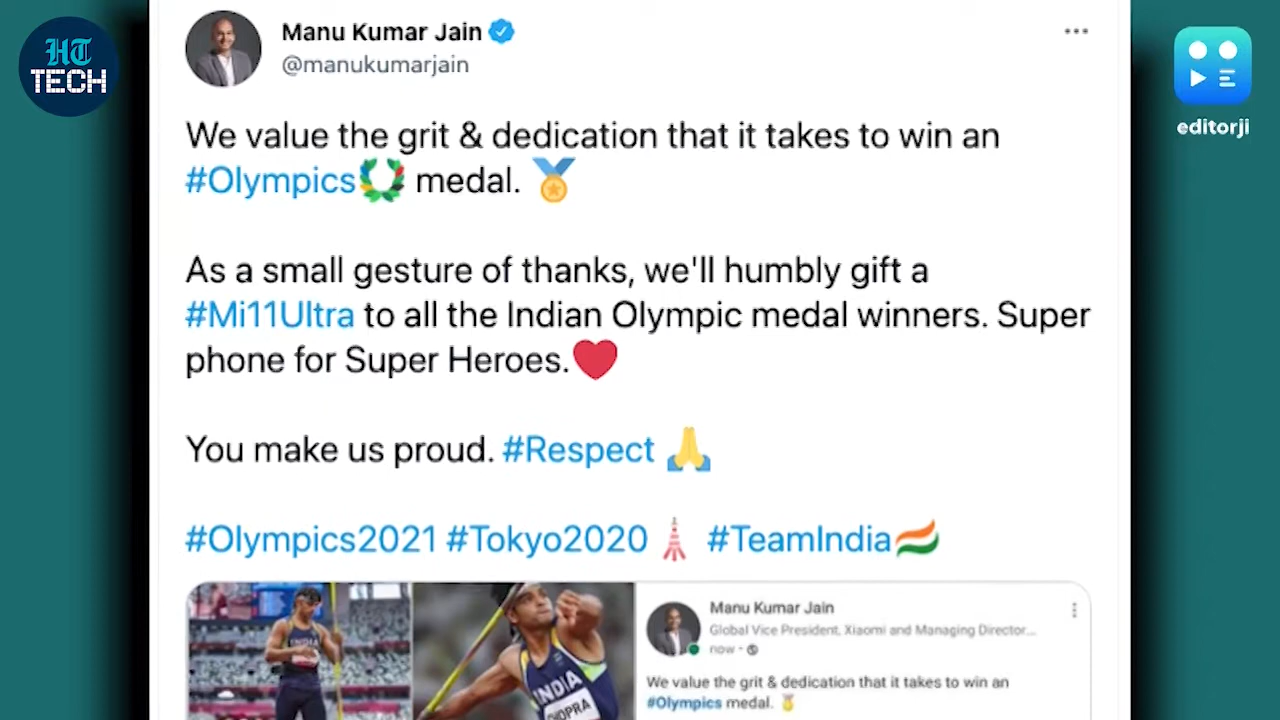 HT
TECH
Manu Kumar Jain
@manukumarjain
editorji
We value the grit & dedication that it takes to win an
#Olympics medal.
As a small gesture of thanks, we'll humbly gift a
#Mi11Ultra to all the Indian Olympic medal winners. Super
phone for Super Heroes.
You make us proud. #Respect
#Olympics2021 #Tokyo2020 #TeamIndia
INDIA
INDIA
CHOPRA
Manu Kumar Jain
Global Vice President, Xiaomi and Managing Director...
now
We value the grit & dedication that it takes to win an
#Olympics medal.